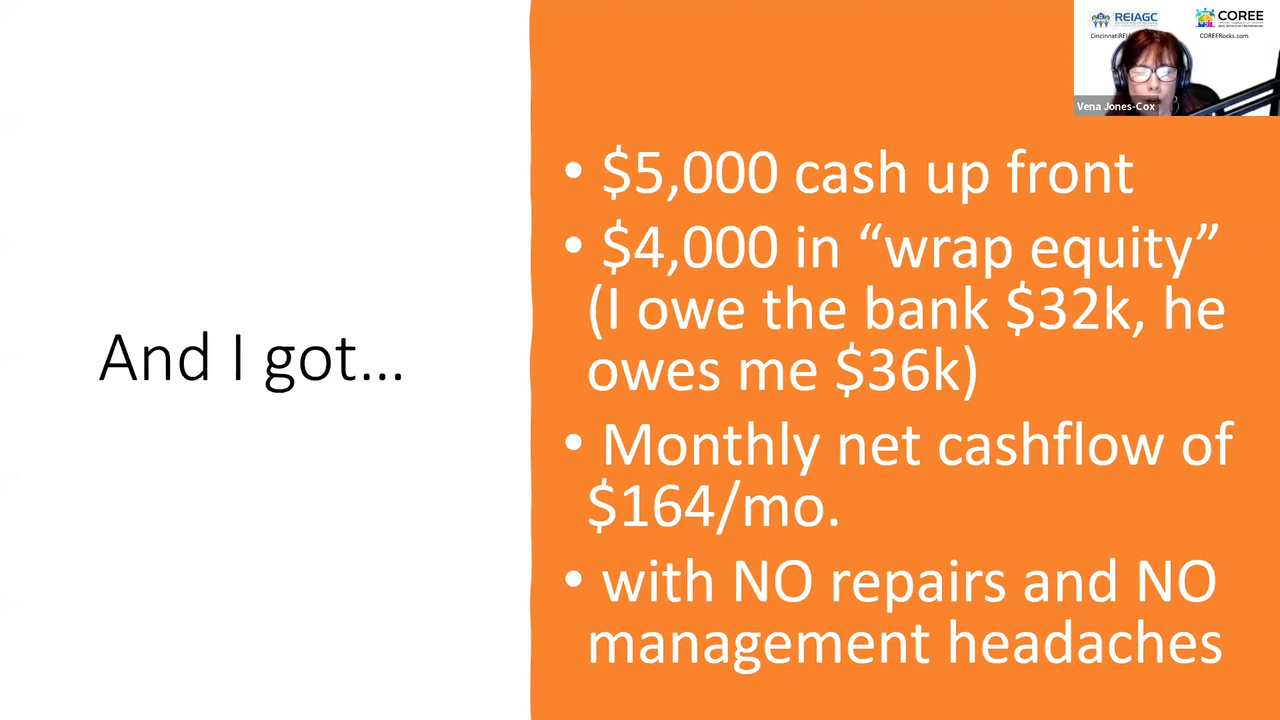 REIAGC
COREE
CincinnatiREI
COREERocks.com
Vena Jones-Cox
And I got...
• $5,000 cash up front
• $4,000 in “wrap equity”
(I owe the bank $32k, he
owes me $36k)
• Monthly net cashflow of
$164/mo.
• with NO repairs and NO
management headaches